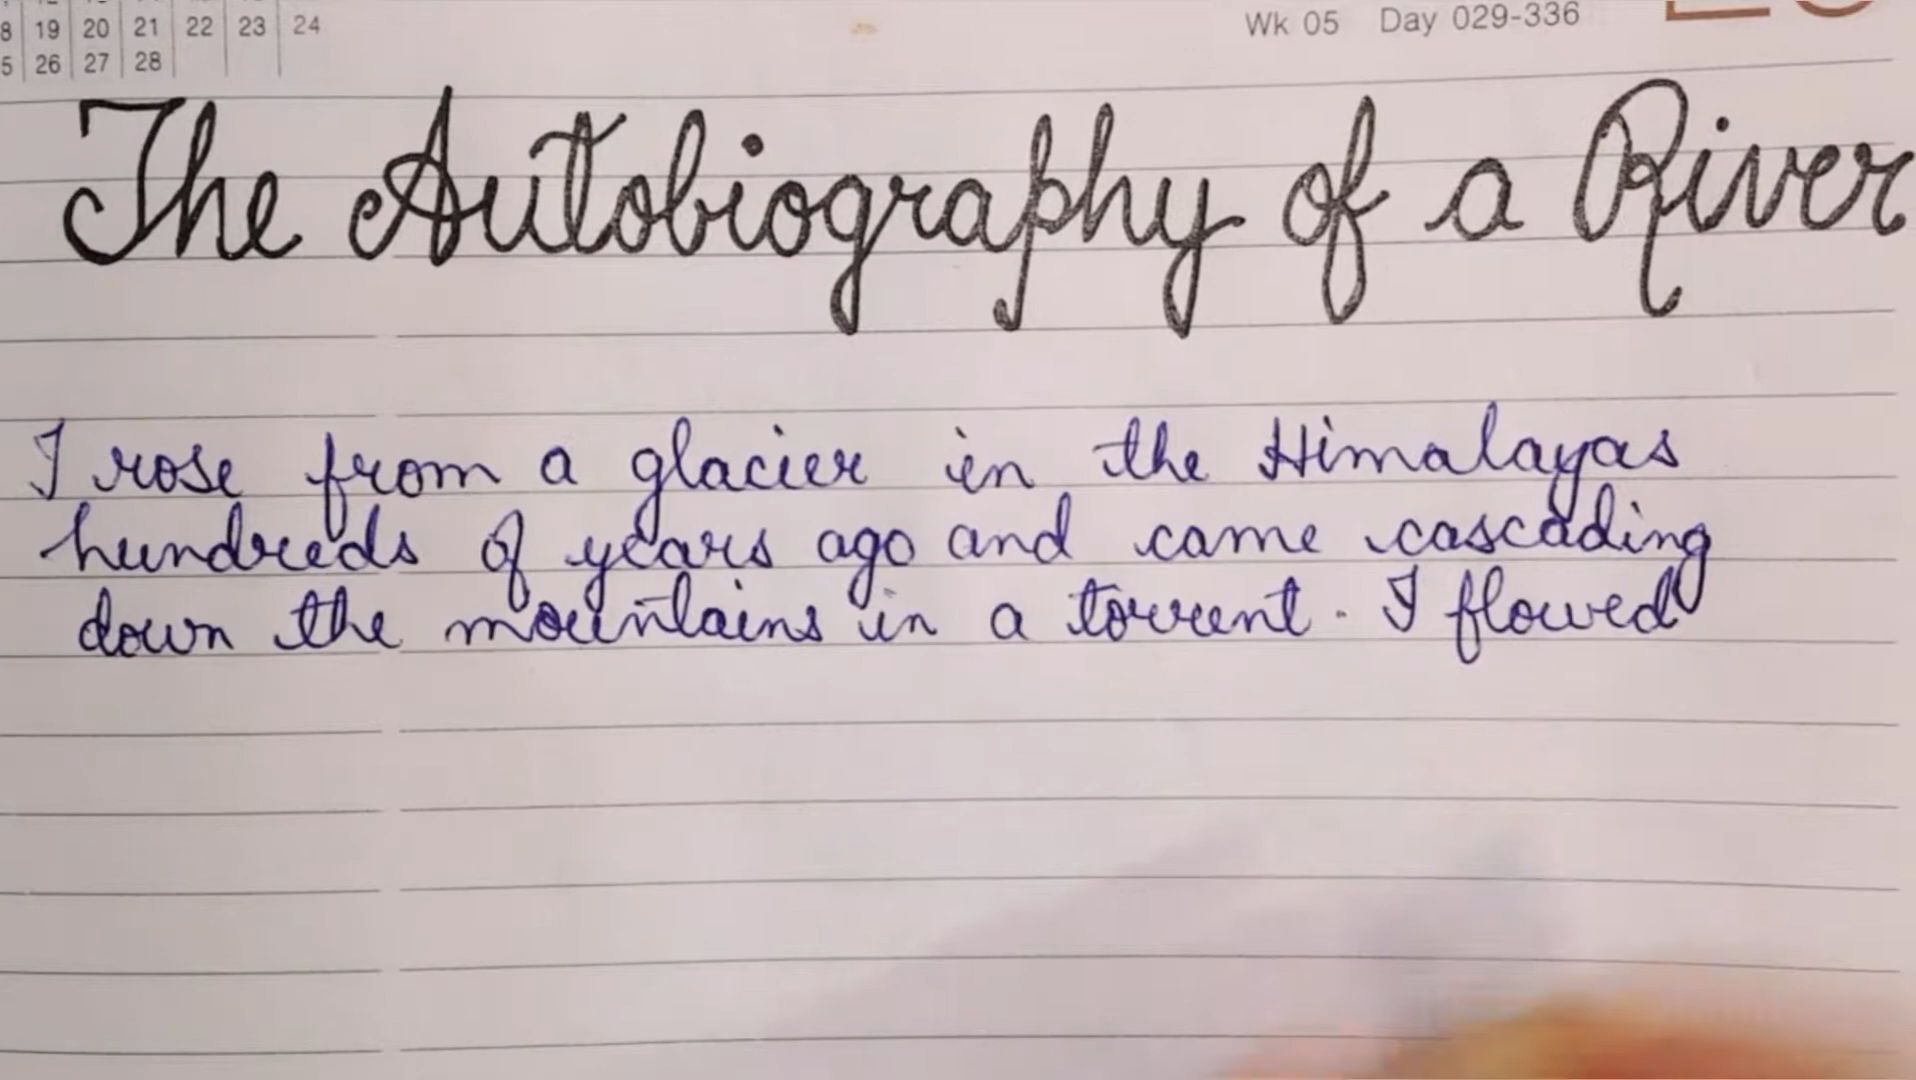 8 19 20 21 22 23 24
5 26 27 28
Wk 05 Day 029-336
The Autobiography of a River
I rose from a glacier in the Himalayas
hundreds of years ago and came cascading
down the mountains in a torrent. I flowed